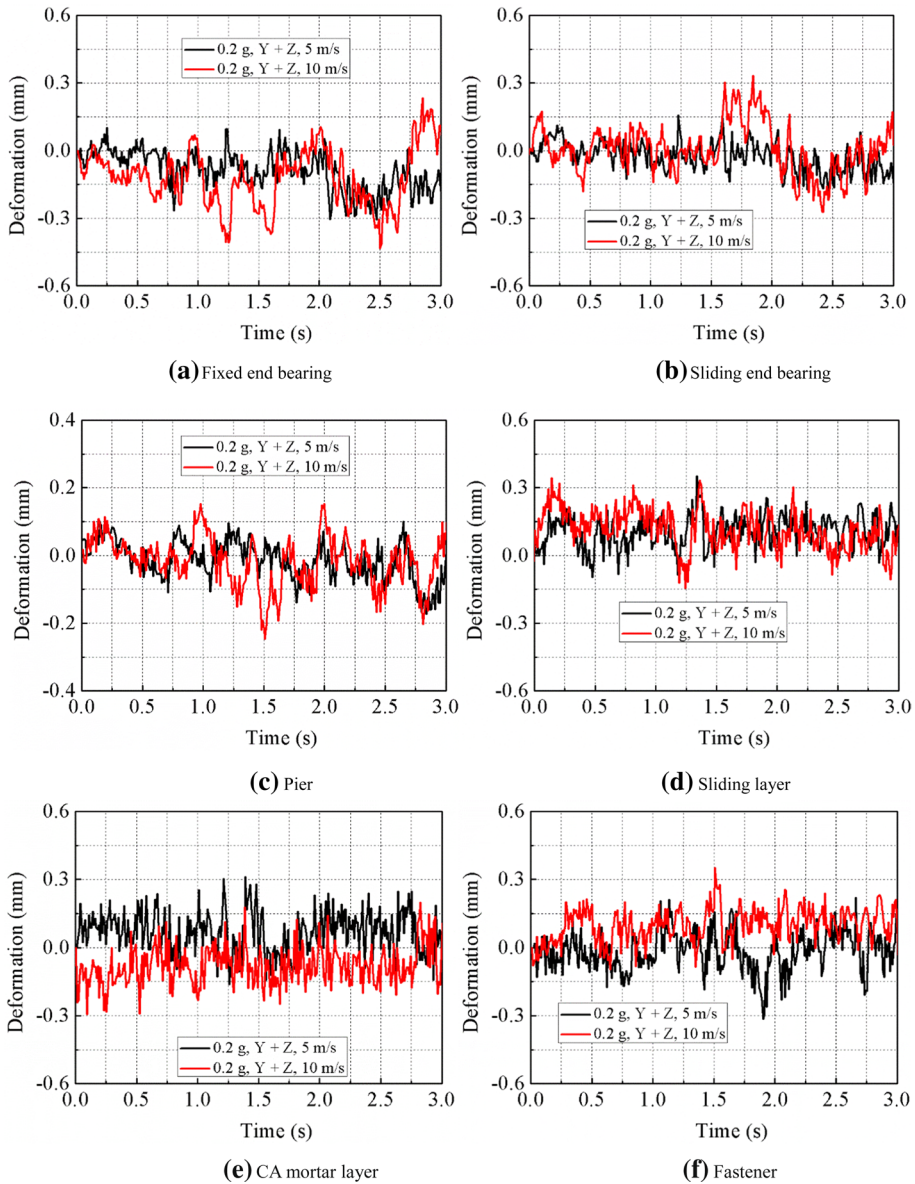 0.6
0.3
0.0
-0.3
-0.6
Deformation (mm)
0.2 g, Y + Z, 5 m/s
0.2 g, Y + Z, 10 m/s
0.0 0.5 1.0 1.5 2.0 2.5 3.0
Time (s)
(a) Fixed end bearing
0.6
0.3
0.0
-0.3
-0.6
Deformation (mm)
0.2 g, Y + Z, 5 m/s
0.2 g, Y + Z, 10 m/s
0.0 0.5 1.0 1.5 2.0 2.5 3.0
Time (s)
(b) Sliding end bearing
0.4
0.2
0.0
-0.2
-0.4
Deformation (mm)
0.2 g, Y + Z, 5 m/s
0.2 g, Y + Z, 10 m/s
0.0 0.5 1.0 1.5 2.0 2.5 3.0
Time (s)
(c) Pier
0.6
0.3
0.0
-0.3
-0.6
Deformation (mm)
0.2 g, Y + Z, 5 m/s
0.2 g, Y + Z, 10 m/s
0.0 0.5 1.0 1.5 2.0 2.5 3.0
Time (s)
(d) Sliding layer
0.6
0.3
0.0
-0.3
-0.6
Deformation (mm)
0.2 g, Y + Z, 5 m/s
0.2 g, Y + Z, 10 m/s
0.0 0.5 1.0 1.5 2.0 2.5 3.0
Time (s)
(e) CA mortar layer
0.6
0.3
0.0
-0.3
-0.6
Deformation (mm)
0.2 g, Y + Z, 5 m/s
0.2 g, Y + Z, 10 m/s
0.0 0.5 1.0 1.5 2.0 2.5 3.0
Time (s)
(f) Fastener